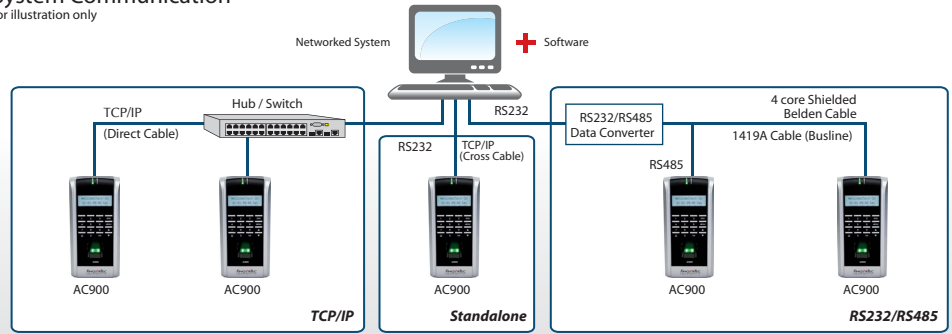 System Communication
or illustration only
Networked System
Software
TCP/IP
(Direct Cable)
Hub / Switch
AC900
AC900
TCP/IP
RS232
TCP/IP
(Cross Cable)
AC900
Standalone
RS232
RS232/RS485
Data Converter
4 core Shielded
Belden Cable
1419A Cable (Busline)
RS485
AC900
AC900
RS232/RS485